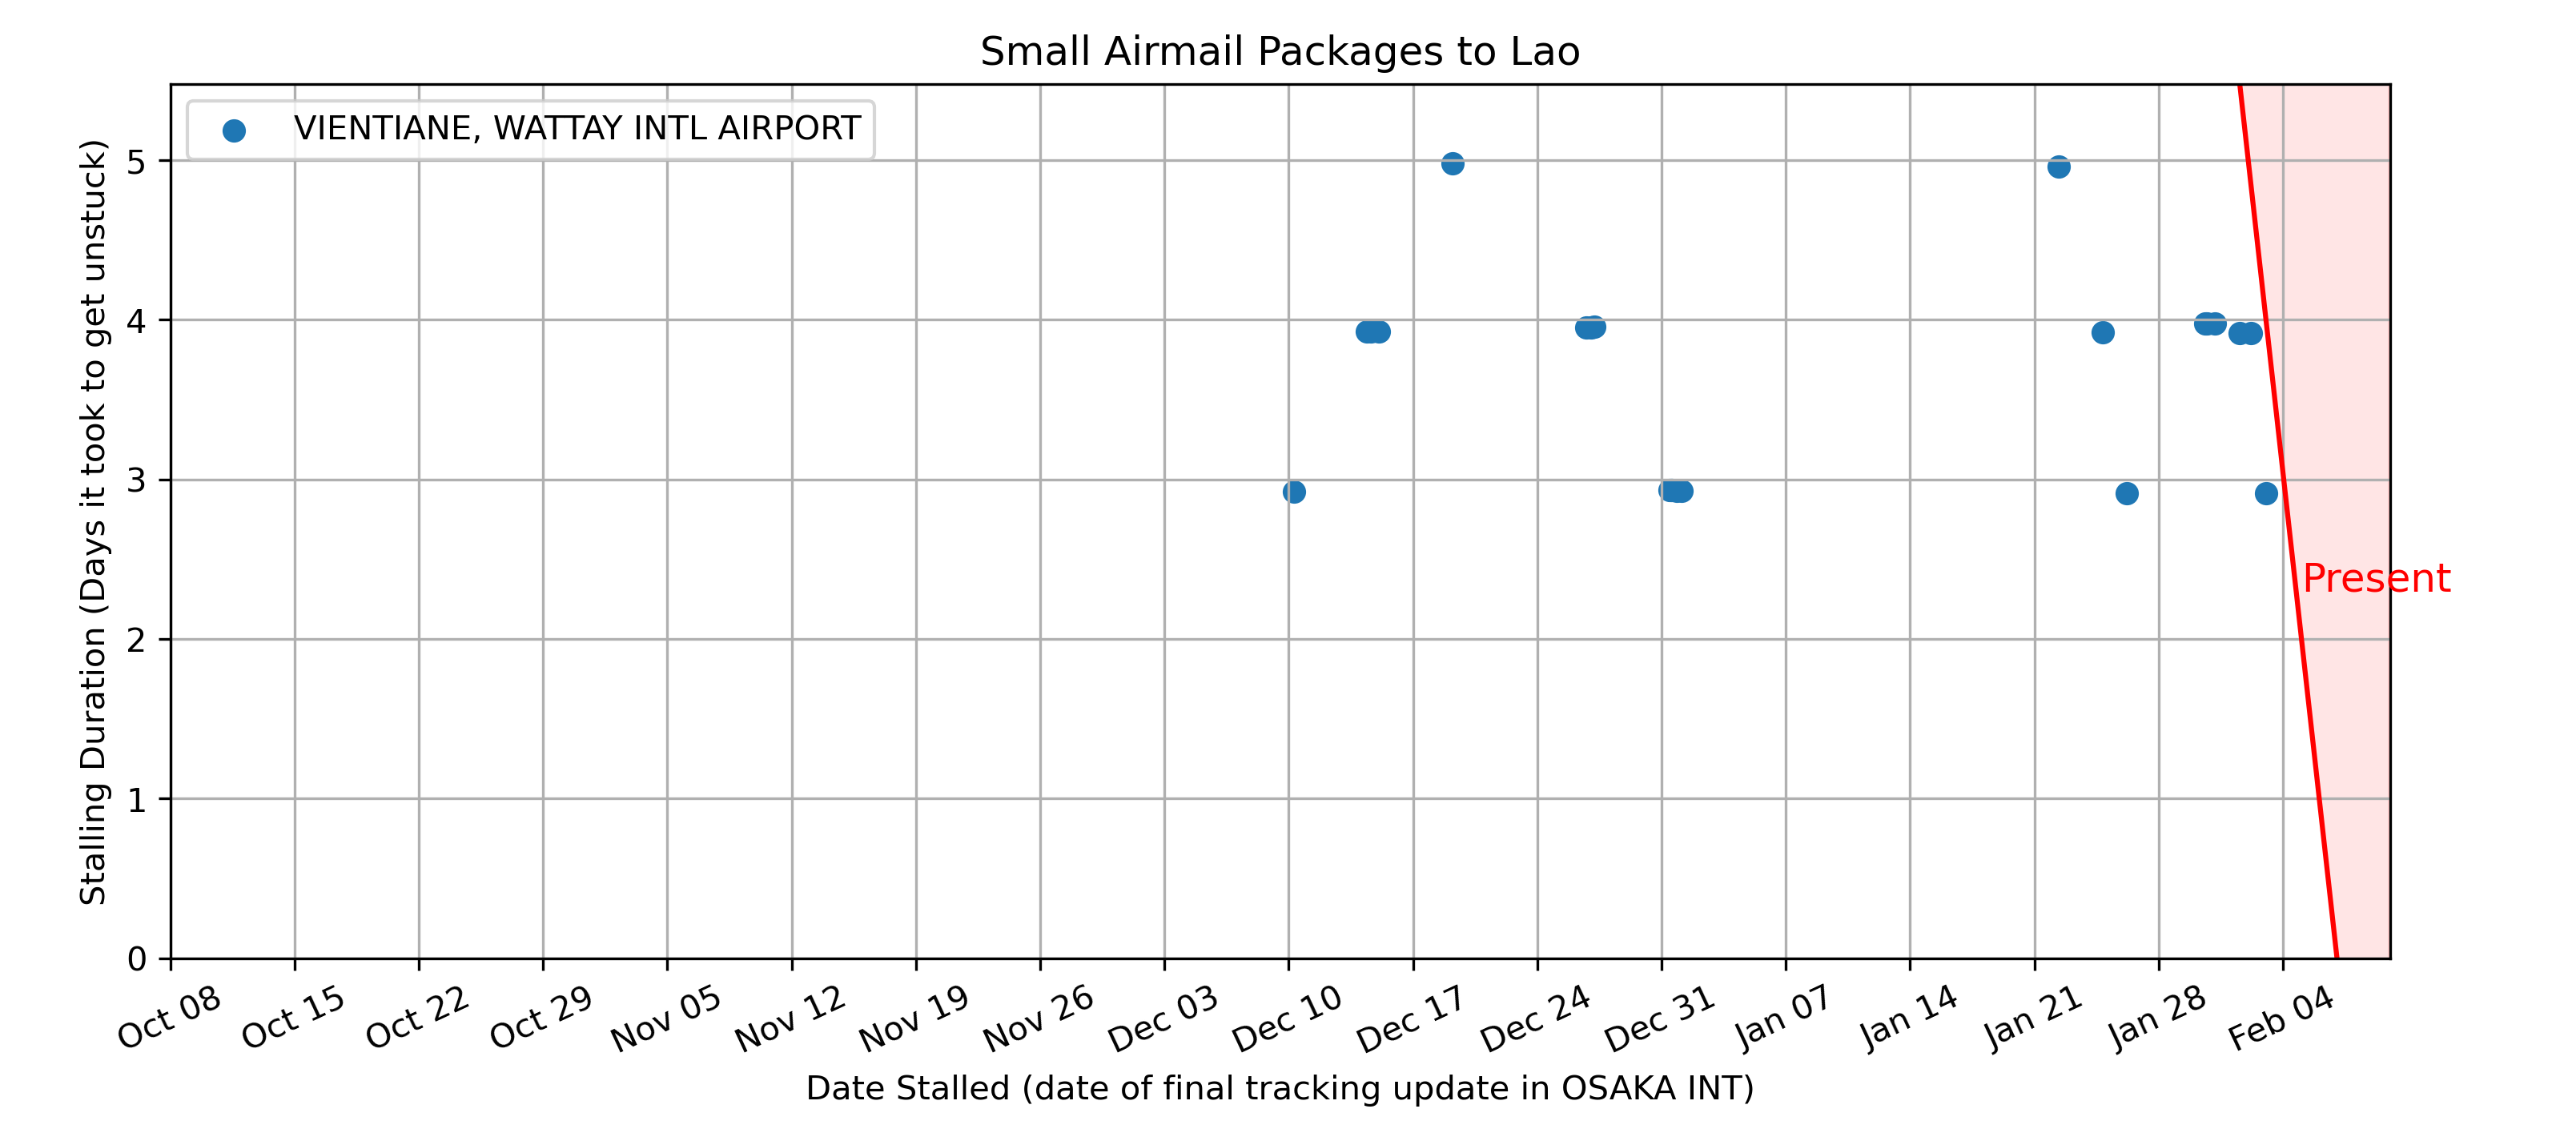 Small Airmail Packages to Lao
VIENTIANE, WATTAY INTL AIRPORT
Stalling Duration (Days it took to get unstuck)
5
4
3
2
1
0
Present
Oct 08
Oct 15
Oct 22
Oct 29
Nov 05
Nov 12
Nov 19
Nov 26
Dec 03
Dec 10
Dec 17
Dec 24
Dec 31
Jan 07
Jan 14
Jan 21
Jan 28
Feb 04
Date Stalled (date of final tracking update in OSAKA INT)